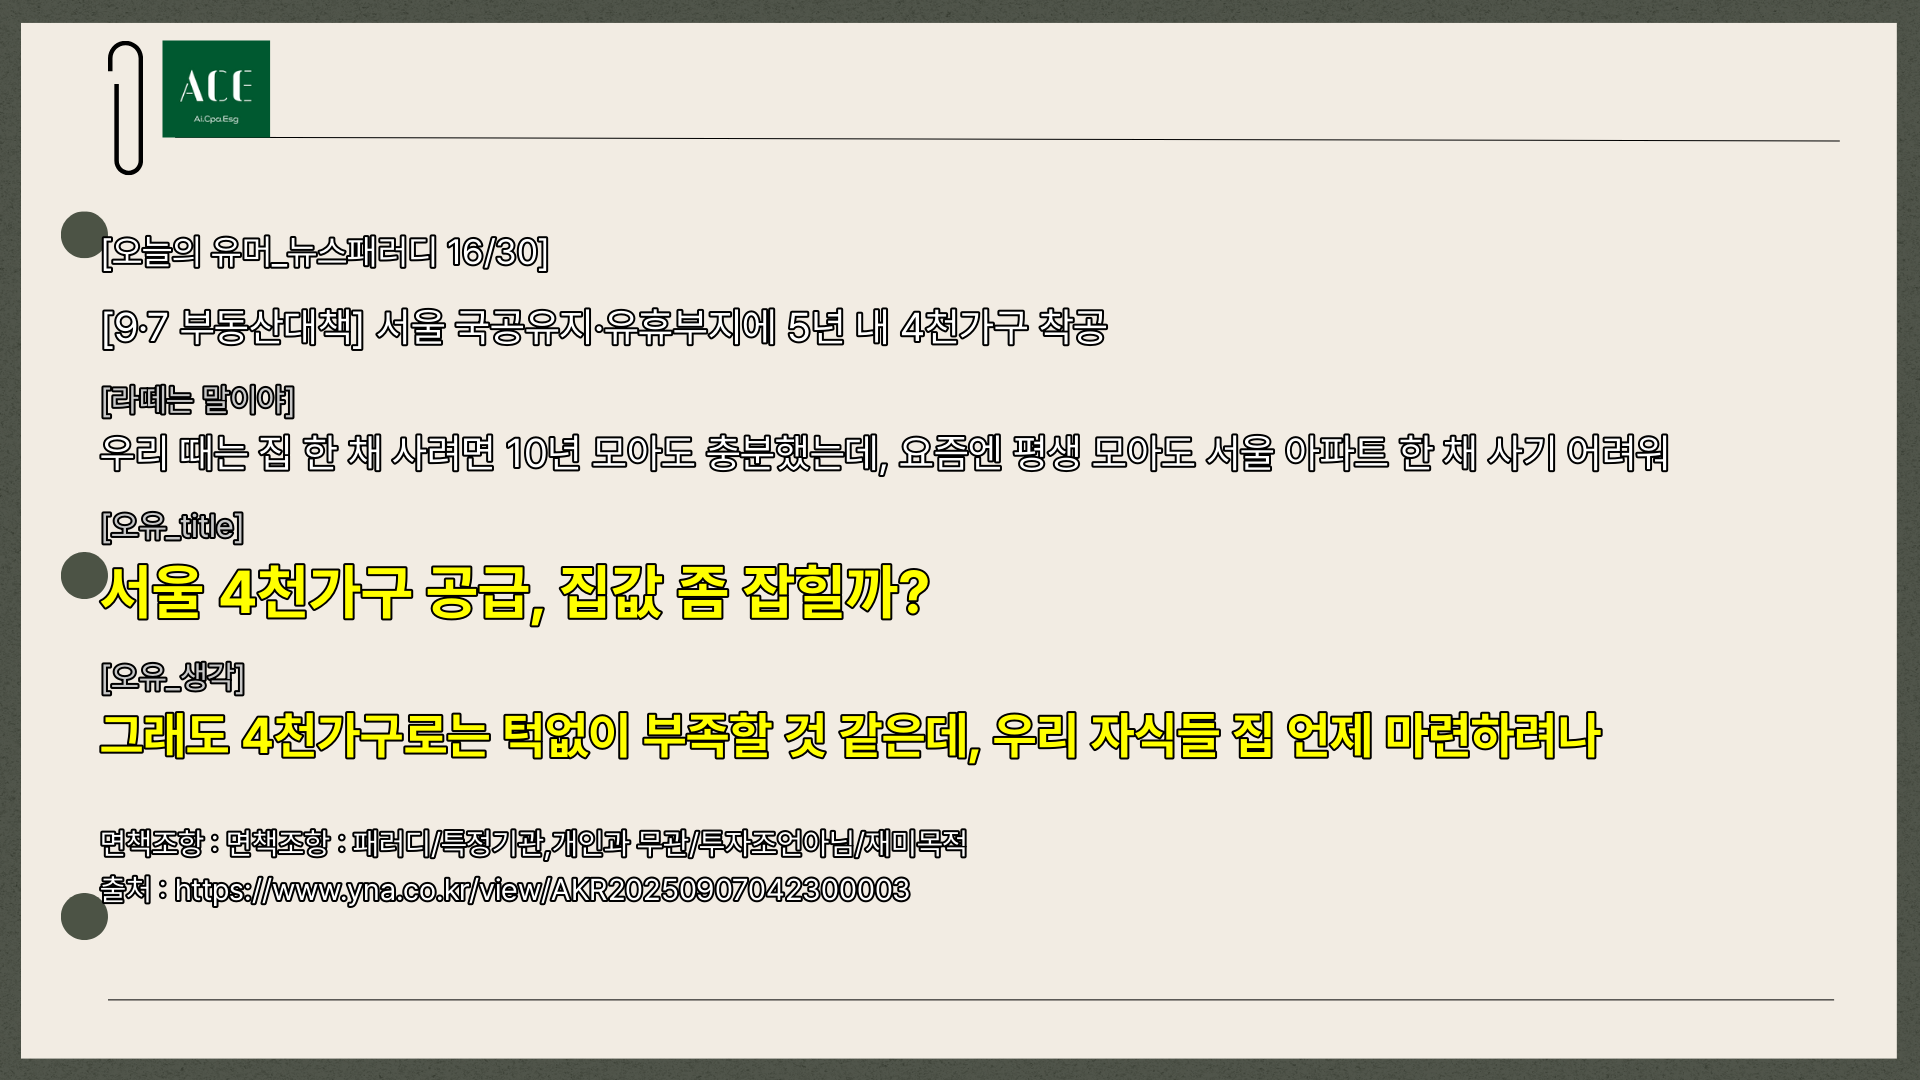 ACE
Ai.Cpa.Esg
[오늘의 유머_뉴스패러디 16/30]
[9·7 부동산대책] 서울 국공유지·유휴부지에 5년 내 4천가구 착공
[라떼는 말이야]
우리 때는 집 한 채 사려면 10년 모아도 충분했는데, 요즘엔 평생 모아도 서울 아파트 한 채 사기 어려워
[오유_title]
서울 4천가구 공급, 집값 좀 잡힐까?
[오유_생각]
그래도 4천가구로는 턱없이 부족할 것 같은데, 우리 자식들 집 언제 마련하려나
면책조항 : 면책조항 : 패러디/특정기관,개인과 무관/투자조언아님/재미목적
출처 : https://www.yna.co.kr/view/AKR20250907042300003